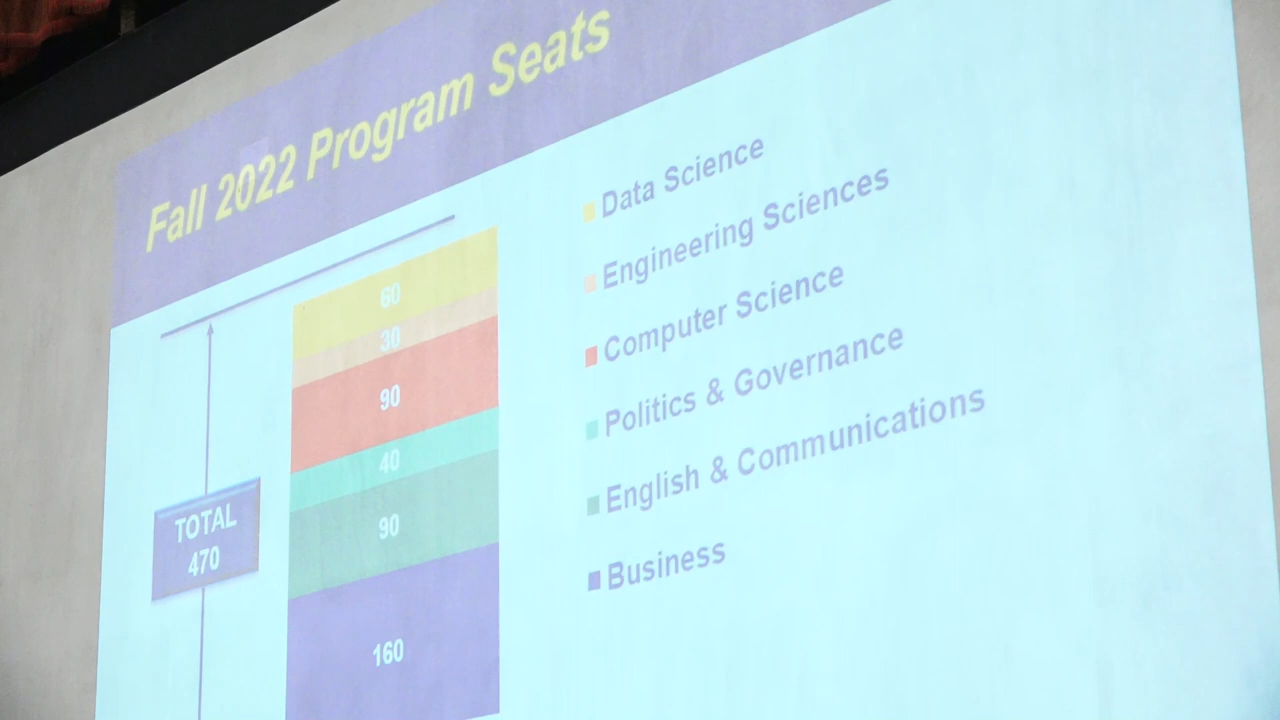 Fall 2022 Program Seats
60
30
90
40
90
160
TOTAL
470
Data Science
Engineering Sciences
Computer Science
Politics & Governance
English & Communications
Business